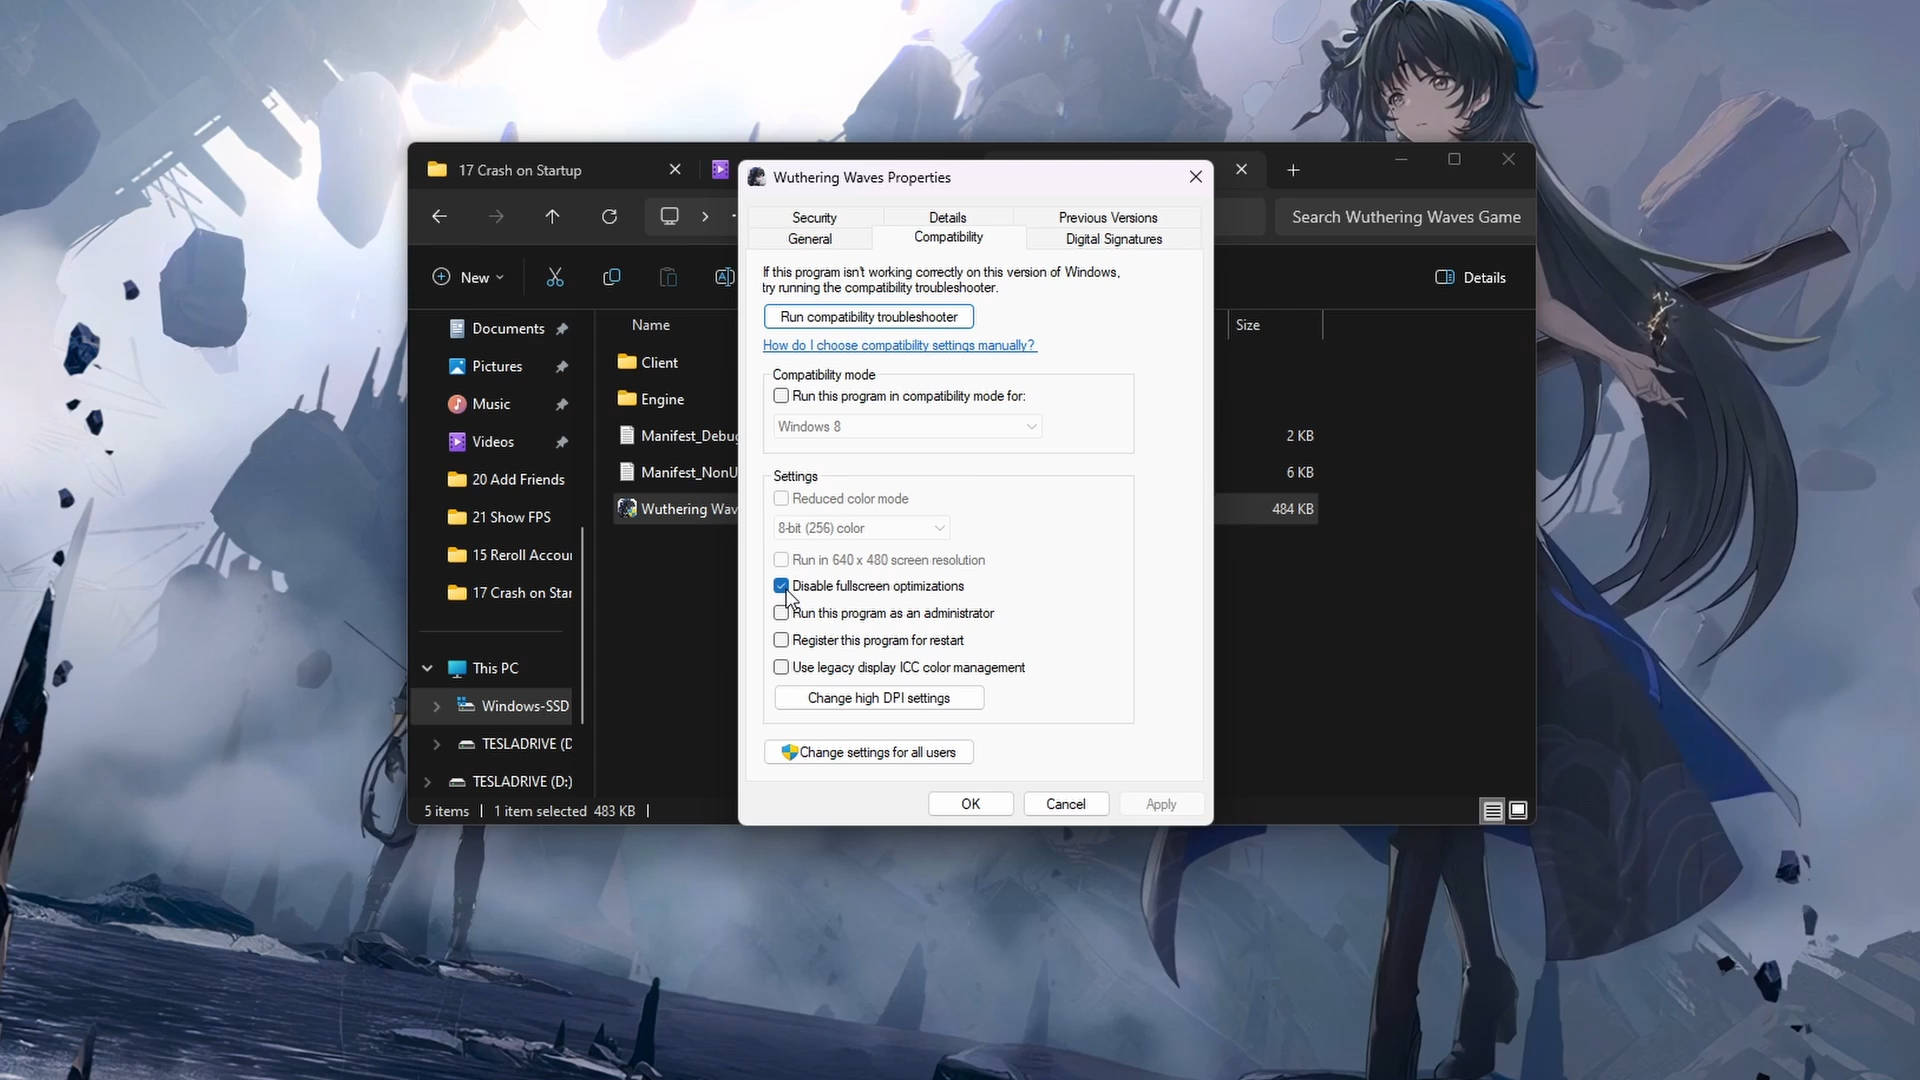 17 Crash on Startup
Wuthering Waves Properties
Search Wuthering Waves Game
New
Details
Documents
Pictures
Music
Videos
20 Add Friends
21 Show FPS
15 Reroll Accou
17 Crash on Star
This PC
Windows-SSD
TESLADRIVE (D
TESLADRIVE (D:)
Name
Size
Client
Engine
Manifest_Debug
2 KB
Manifest_NonU
6 KB
Wuthering Wav
484 KB
5 items
1 item selected 483 KB
Security
Details
Previous Versions
General
Compatibility
Digital Signatures
If this program isn't working correctly on this version of Windows,
try running the compatibility troubleshooter.
Run compatibility troubleshooter
How do I choose compatibility settings manually?
Compatibility mode
Run this program in compatibility mode for:
Windows 8
Settings
Reduced color mode
8-bit (256) color
Run in 640 x 480 screen resolution
Disable fullscreen optimizations
Run this program as an administrator
Register this program for restart
Use legacy display ICC color management
Change high DPI settings
Change settings for all users
OK
Cancel
Apply